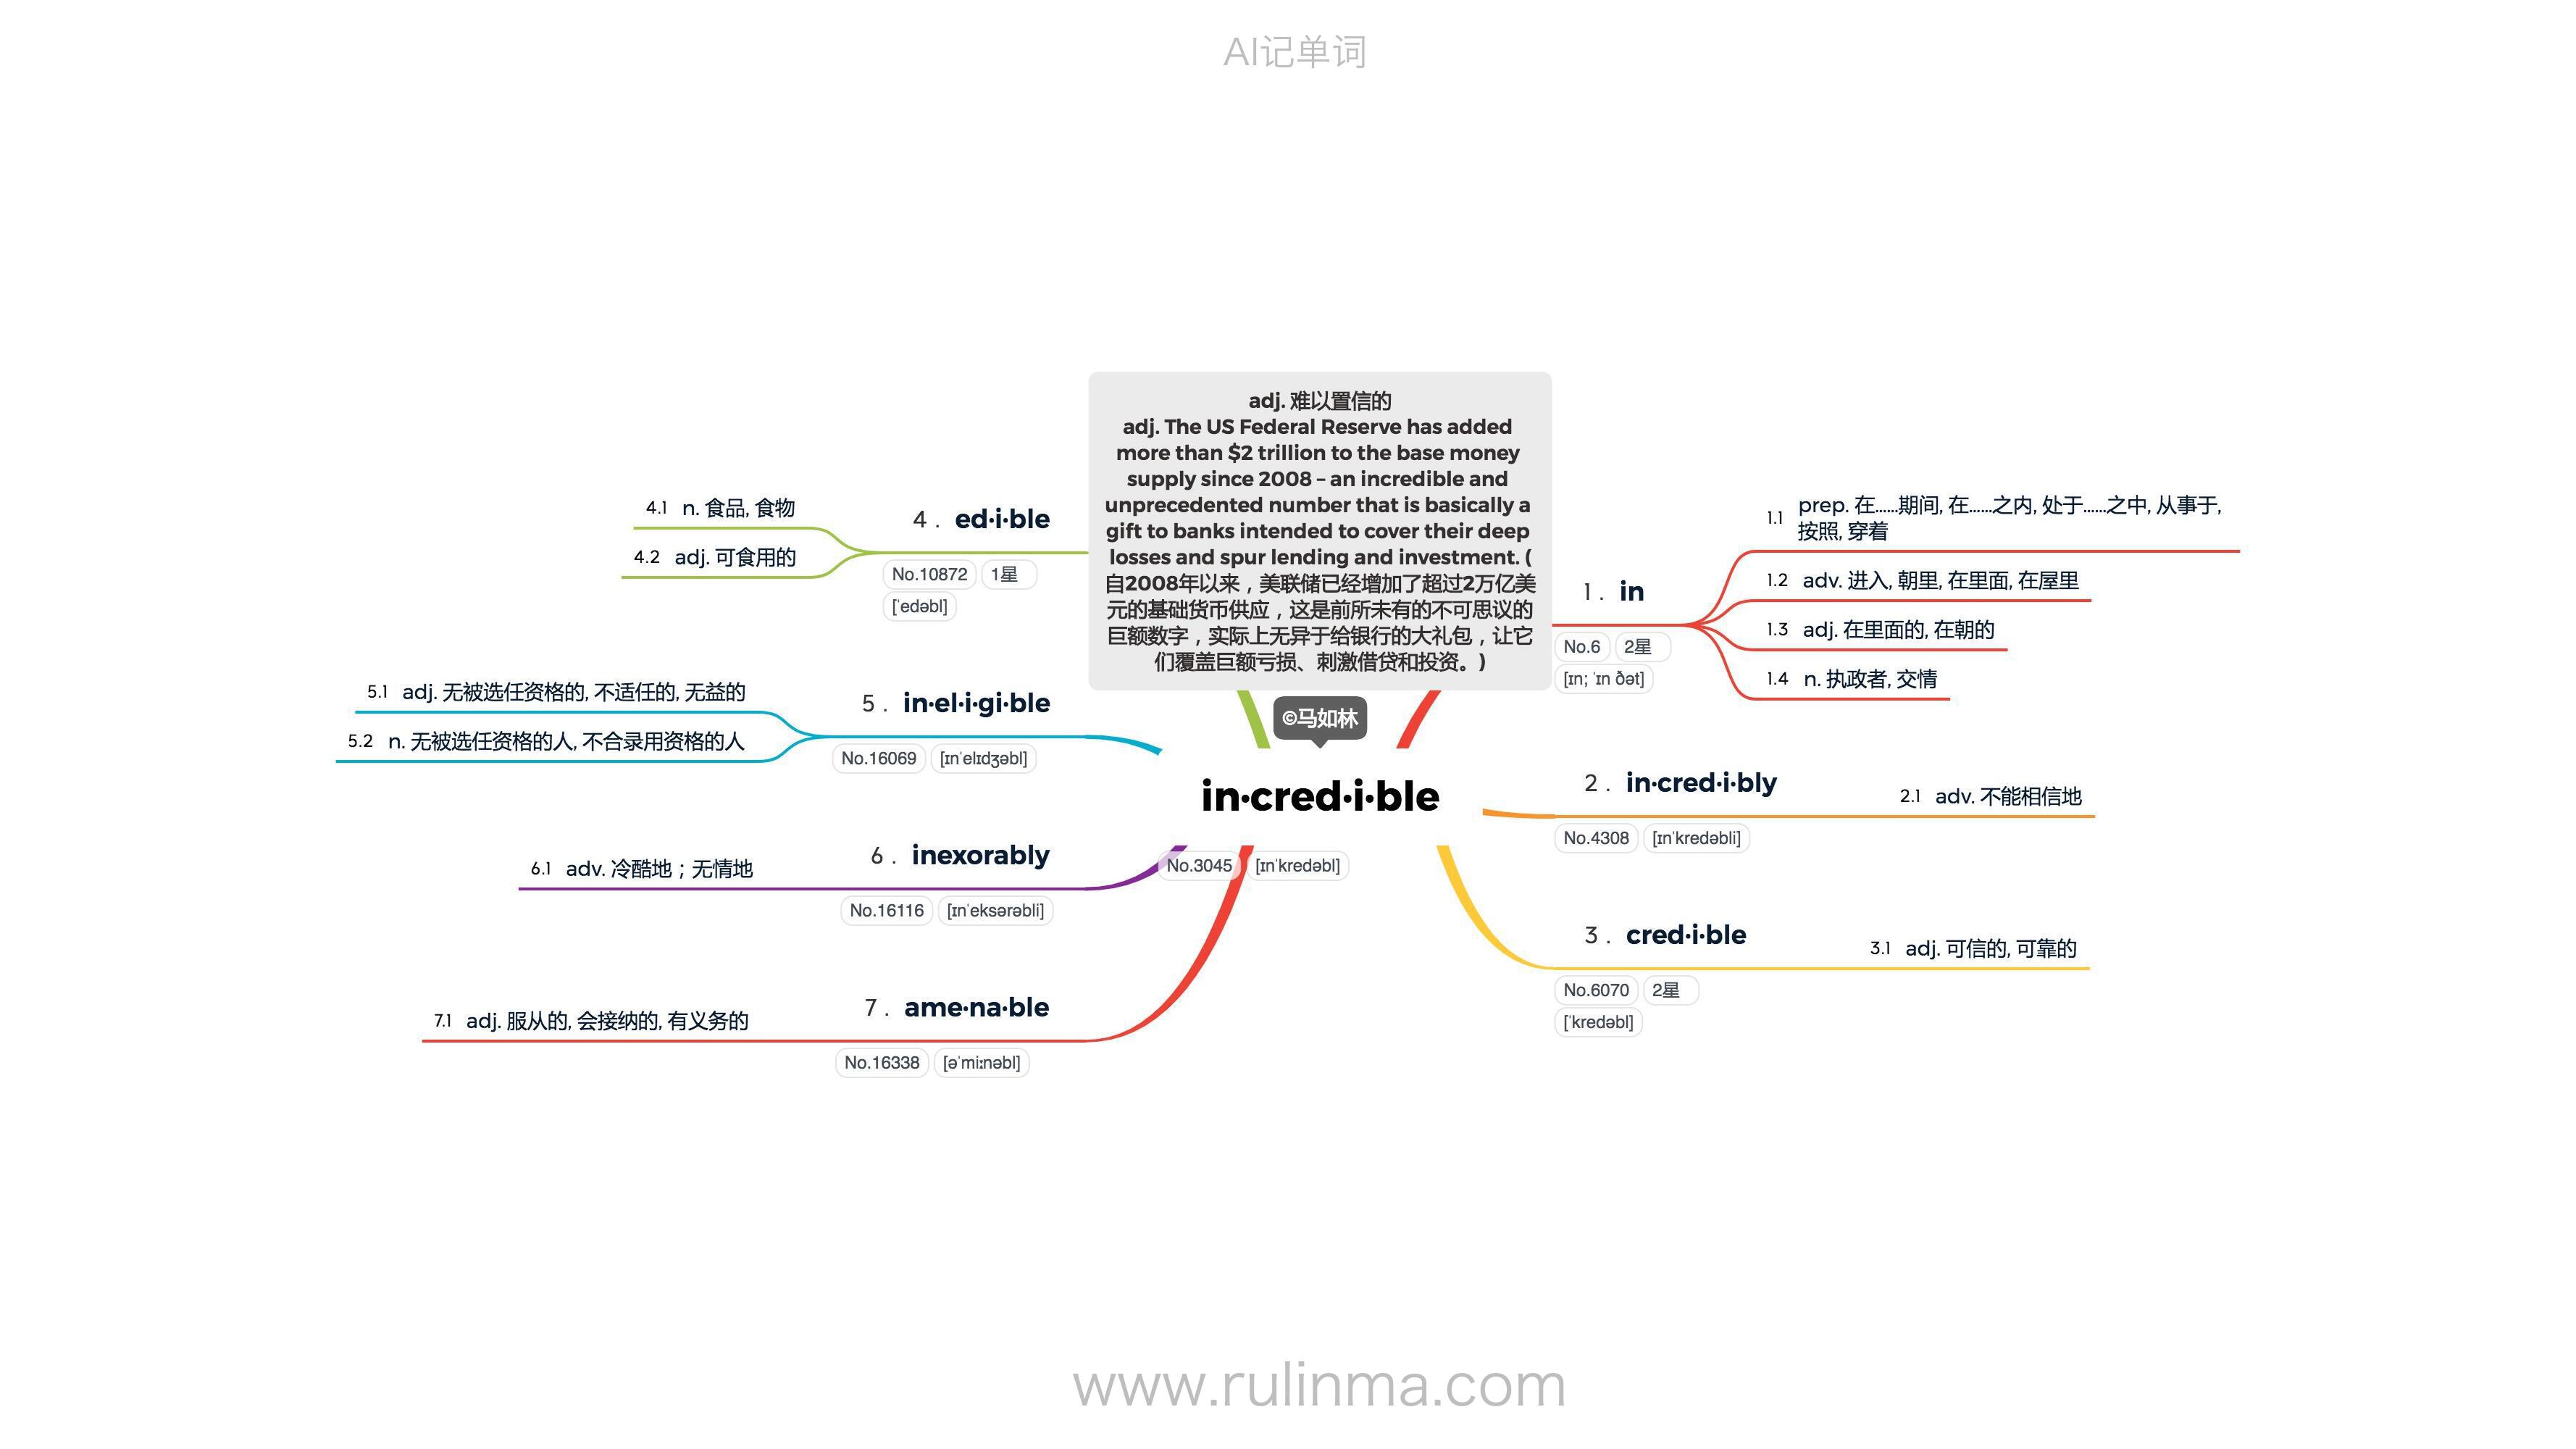 AI记单词
adj. 难以置信的
adj. The US Federal Reserve has added
more than $2 trillion to the base money
supply since 2008 – an incredible and
unprecedented number that is basically a
gift to banks intended to cover their deep
losses and spur lending and investment. (
自2008年以来，美联储已经增加了超过2万亿美
元的基础货币供应，这是前所未有的不可思议的
巨额数字，实际上无异于给银行的大礼包，让它
们覆盖巨额亏损、刺激借贷和投资。)
©马如林
in·cred·i·ble
No.3045 [ɪnˈkredəbl]
1 . in
No.6 2星
[ɪn; ˈɪn ðət]
1.1 prep. 在……期间, 在……之内, 处于……之中, 从事于,
按照, 穿着
1.2 adv. 进入, 朝里, 在里面, 在屋里
1.3 adj. 在里面的, 在朝的
1.4 n. 执政者, 交情
2 . in·cred·i·bly
No.4308 [ɪnˈkredəbli]
2.1 adv. 不能相信地
3 . cred·i·ble
No.6070 2星
[ˈkredəbl]
3.1 adj. 可信的, 可靠的
4 . ed·i·ble
No.10872 1星
[ˈedəbl]
4.1 n. 食品, 食物
4.2 adj. 可食用的
5 . in·el·i·gi·ble
No.16069 [ɪnˈelɪdʒəbl]
5.1 adj. 无被选任资格的, 不适任的, 无益的
5.2 n. 无被选任资格的人, 不合录用资格的人
6 . inexorably
No.16116 [ɪnˈeksərəbli]
6.1 adv. 冷酷地；无情地
7 . ame·na·ble
No.16338 [əˈmiːnəbl]
7.1 adj. 服从的, 会接纳的, 有义务的
www.rulinma.com